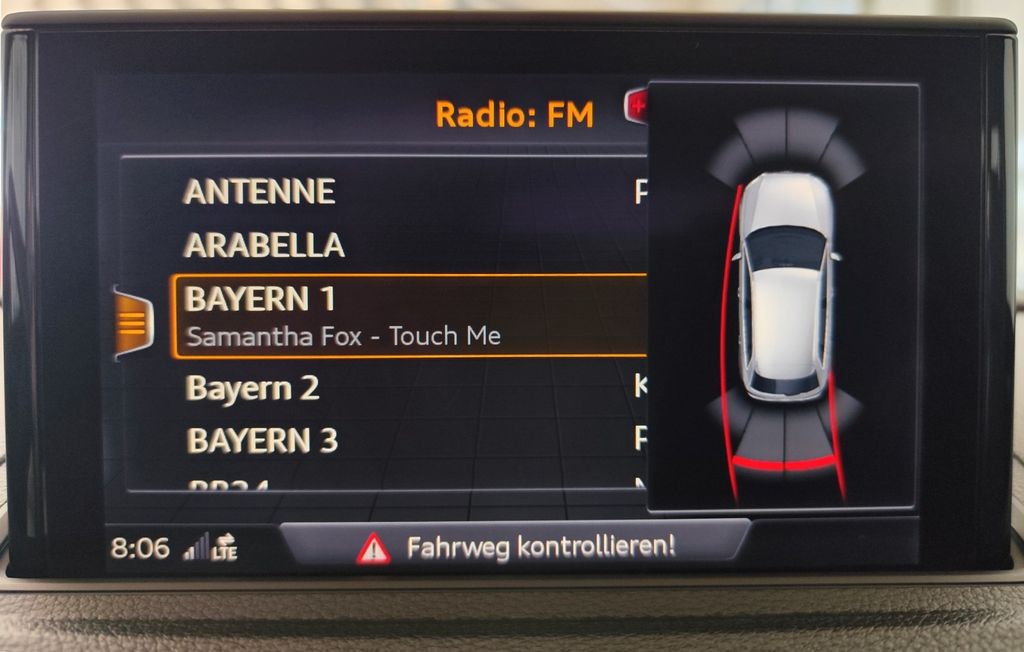 Radio: FM
ANTENNE
ARABELLA
BAYERN 1
Samantha Fox - Touch Me
Bayern 2
BAYERN 3
8:06 LTE
Fahrweg kontrollieren!